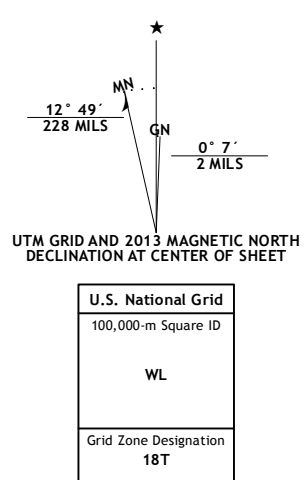 MN
GN
12° 49´
228 MILS
0° 7´
2 MILS
UTM GRID AND 2013 MAGNETIC NORTH
DECLINATION AT CENTER OF SHEET
U.S. National Grid
100,000-m Square ID
WL
Grid Zone Designation
18T